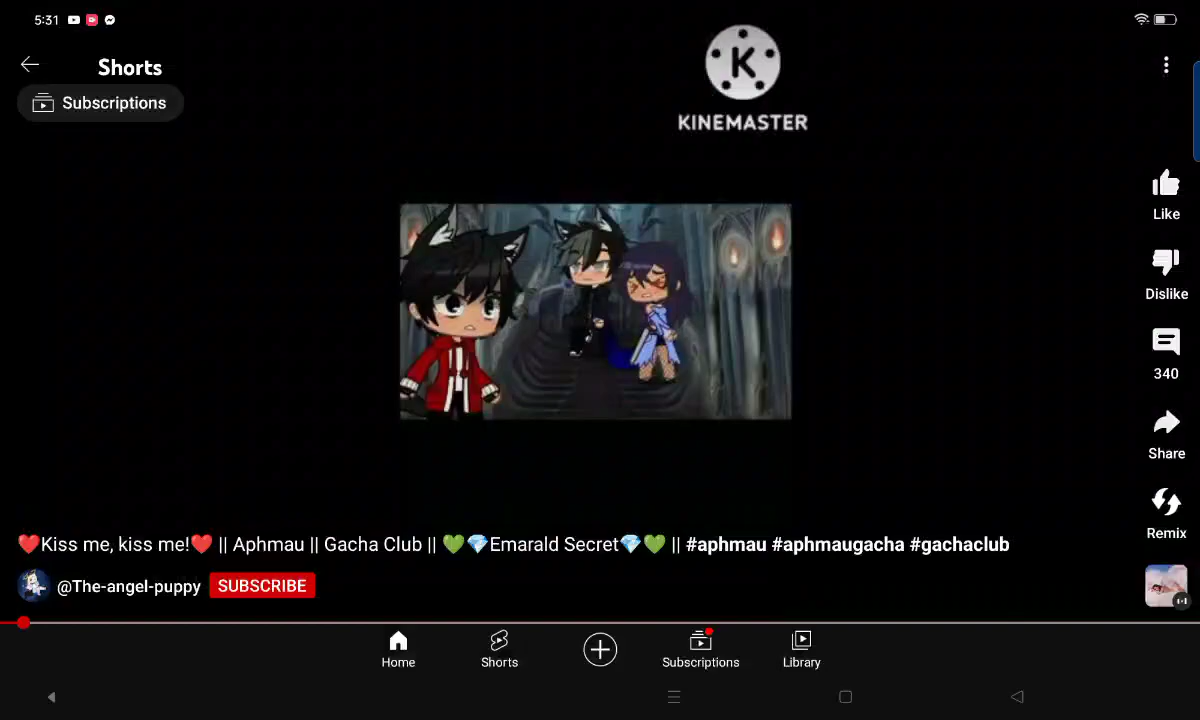 5:31
Shorts
Subscriptions
K
KINEMASTER
Like
Dislike
340
Share
Remix
❤️Kiss me, kiss me!❤️ || Aphmau || Gacha Club || 💚💎Emarald Secret💎💚 || #aphmau #aphmaugacha #gachaclub
@The-angel-puppy SUBSCRIBE
Home
Shorts
Subscriptions
Library